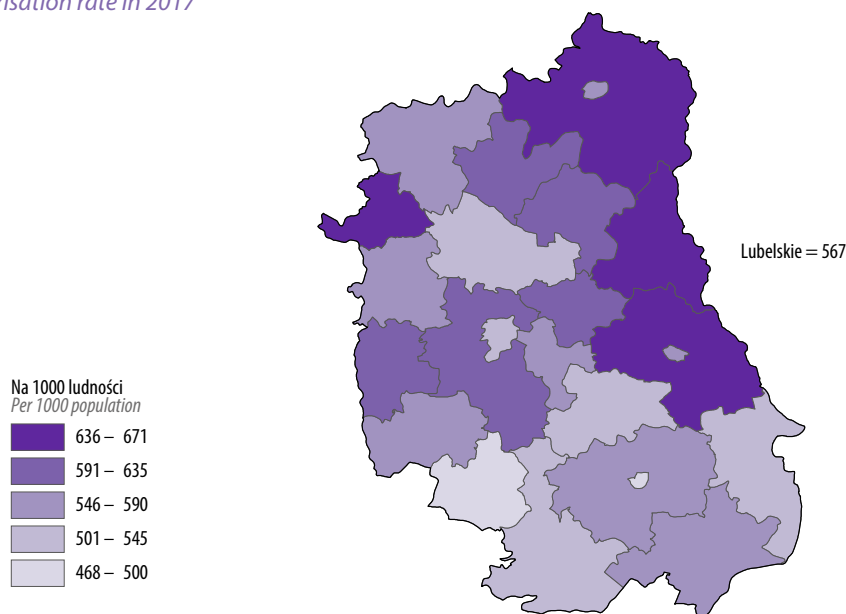 rate in 2017
Lubelskie = 567
Na 1000 ludności
Per 1000 population
636 – 671
591 – 635
546 – 590
501 – 545
468 – 500